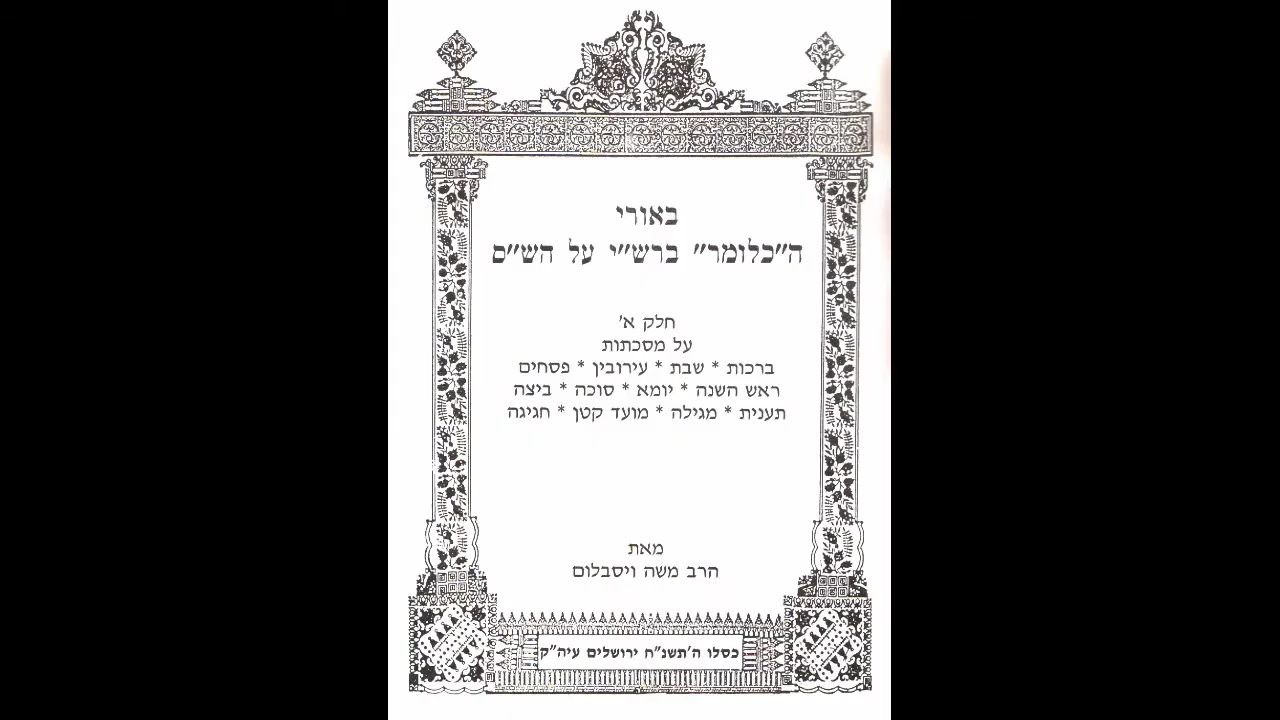 באורי
ה"כלומר" ברש"י על הש"ס
חלק א'
על מסכתות
ברכות * שבת * עירובין * פסחים
ראש השנה * יומא * סוכה * ביצה
תענית * מגילה * מועד קטן * חגיגה
מאת
הרב משה ויסבלום
כסלו ה'תשנ"ח ירושלים עיה"ק